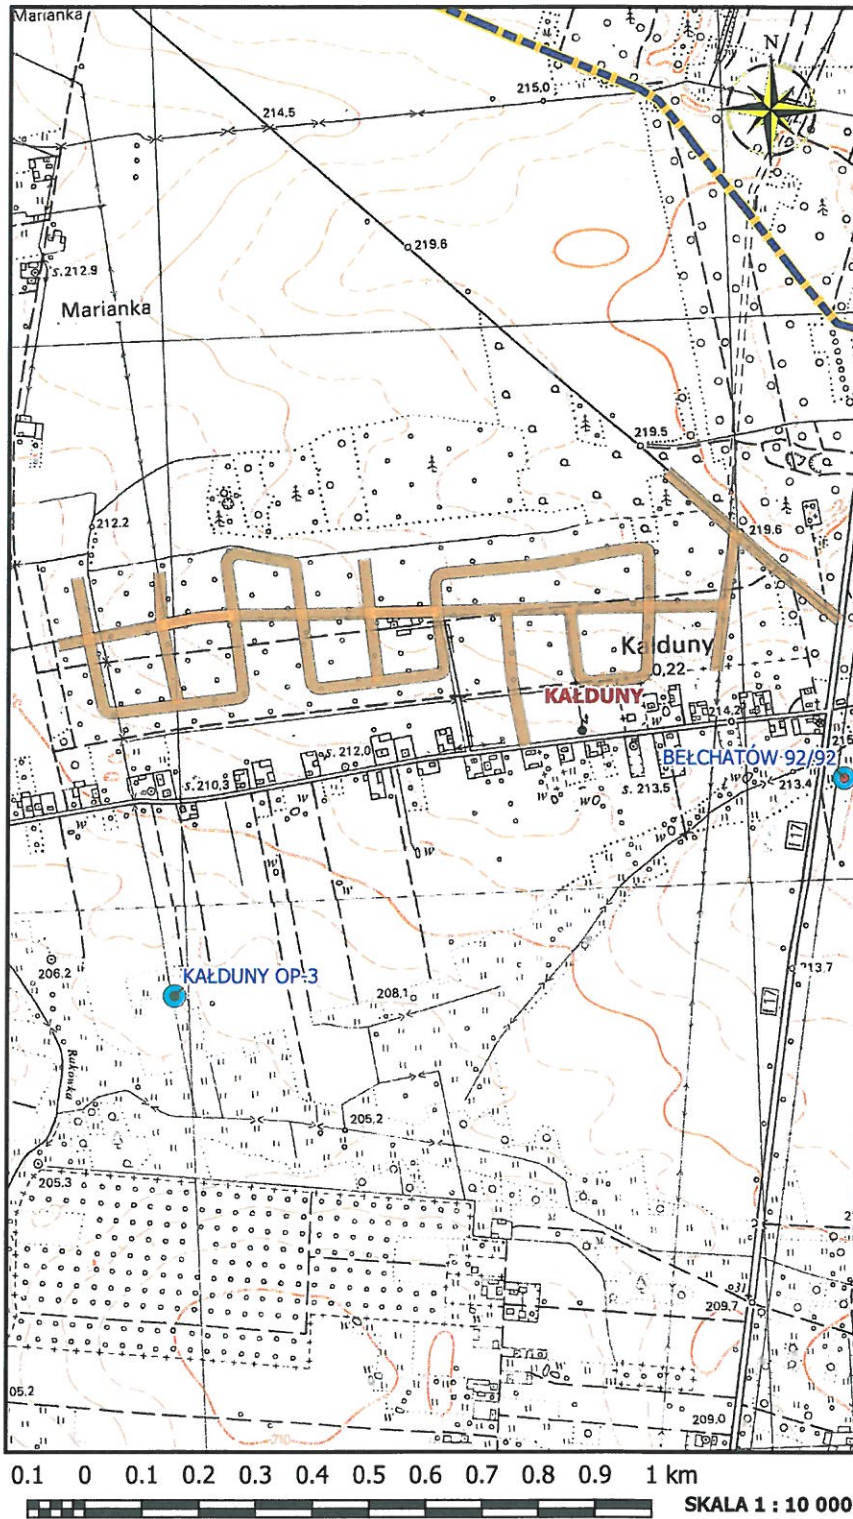 Marianka
N
214.5
215.0
219.6
s.212.9
Marianka
219.5
212.2
219.6
Kałduny
0,22
KAŁDUNY
214,2
s. 212,0
215
BEŁCHATÓW 92/92
s.210,3
s. 213,5
213.4
W
W
W
W
W
W
W
W
W
17
206,2
KAŁDUNY OP-3
208,1
213,7
17
Rakówka
205,2
205.3
209.7
W
W
W
W
05,2
209.0
210
0.1 0 0.1 0.2 0.3 0.4 0.5 0.6 0.7 0.8 0.9 1 km
SKALA 1 : 10 000